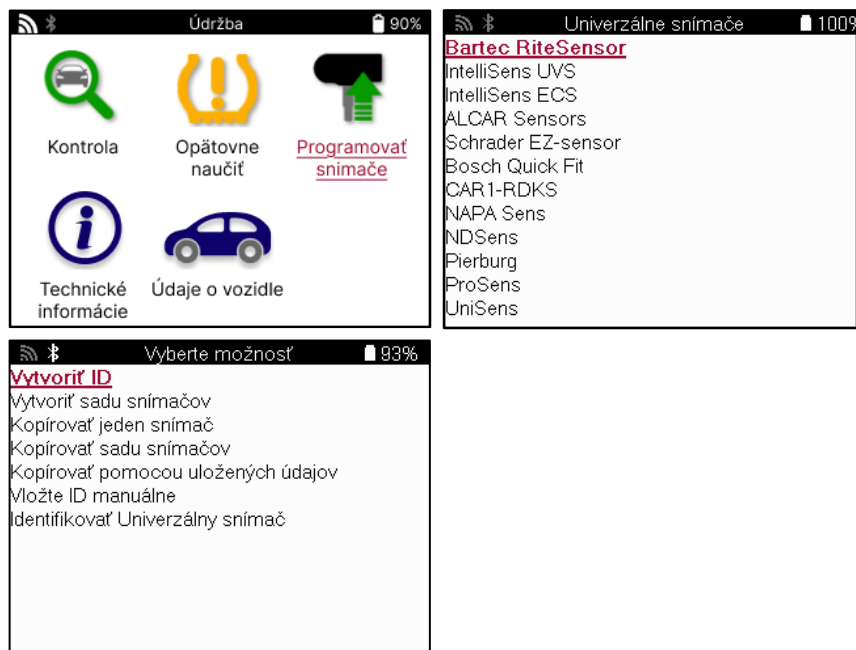 Údržba 90%
Kontrola
Opätovne
naučiť
Programovať
snimače
Technické
informácie
Údaje o vozidle
Univerzálne snímače 100%
Bartec RiteSensor
IntelliSens UVS
IntelliSens ECS
ALCAR Sensors
Schrader EZ-sensor
Bosch Quick Fit
CAR1-RDKS
NAPA Sens
NDSens
Pierburg
ProSens
UniSens
Vyberte možnosť 93%
Vytvoriť ID
Vytvoriť sadu snímačov
Kopírovať jeden snímač
Kopírovať sadu snímačov
Kopírovať pomocou uložených údajov
Vložte ID manuálne
Identifikovať Univerzálny snímač